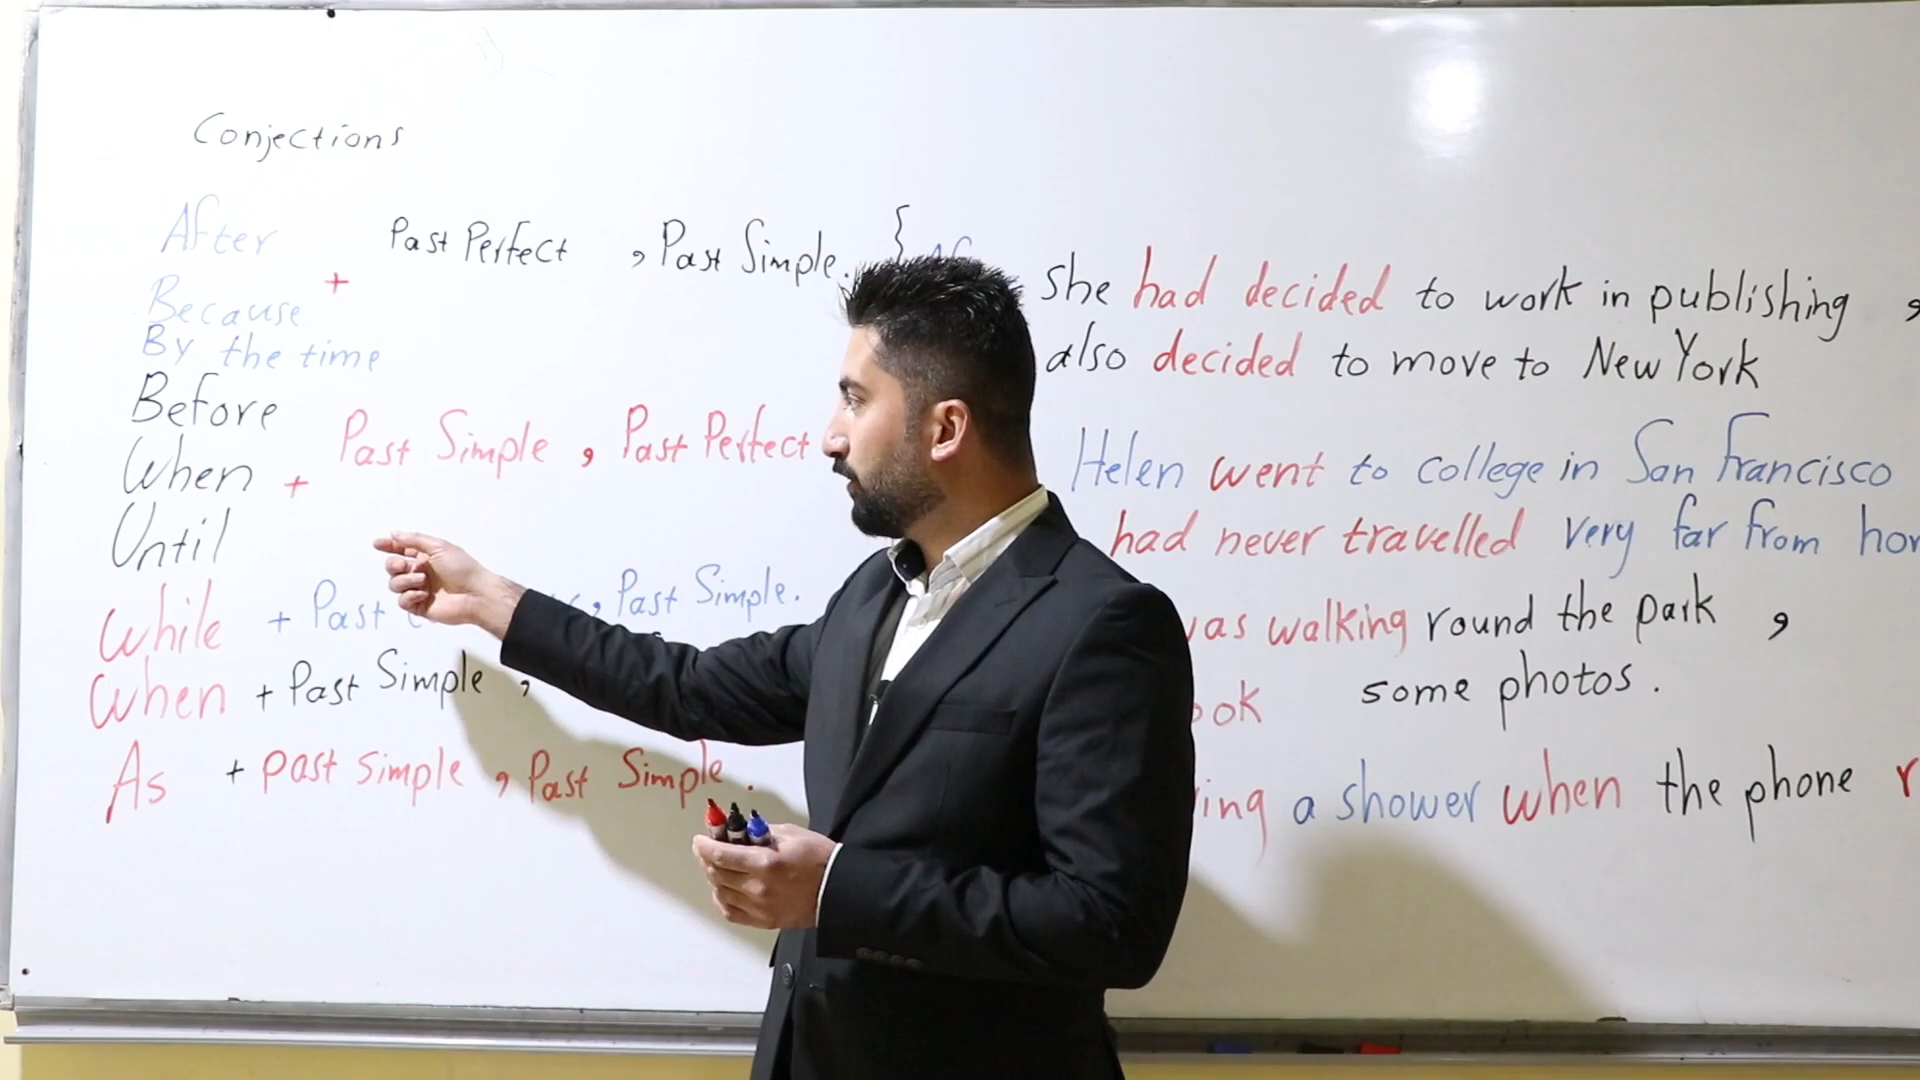 Conjections
After
Because
By the time
+ Past Perfect , Past Simple. {
Before
When
Until
+ Past Simple , Past Perfect
while + Past , Past Simple.
when + Past Simple ,
As + past simple , Past Simple.
she had decided to work in publishing ,
also decided to move to New York
Helen went to college in San Francisco
had never travelled very far from
was walking round the park ,
some photos.
a shower when the phone